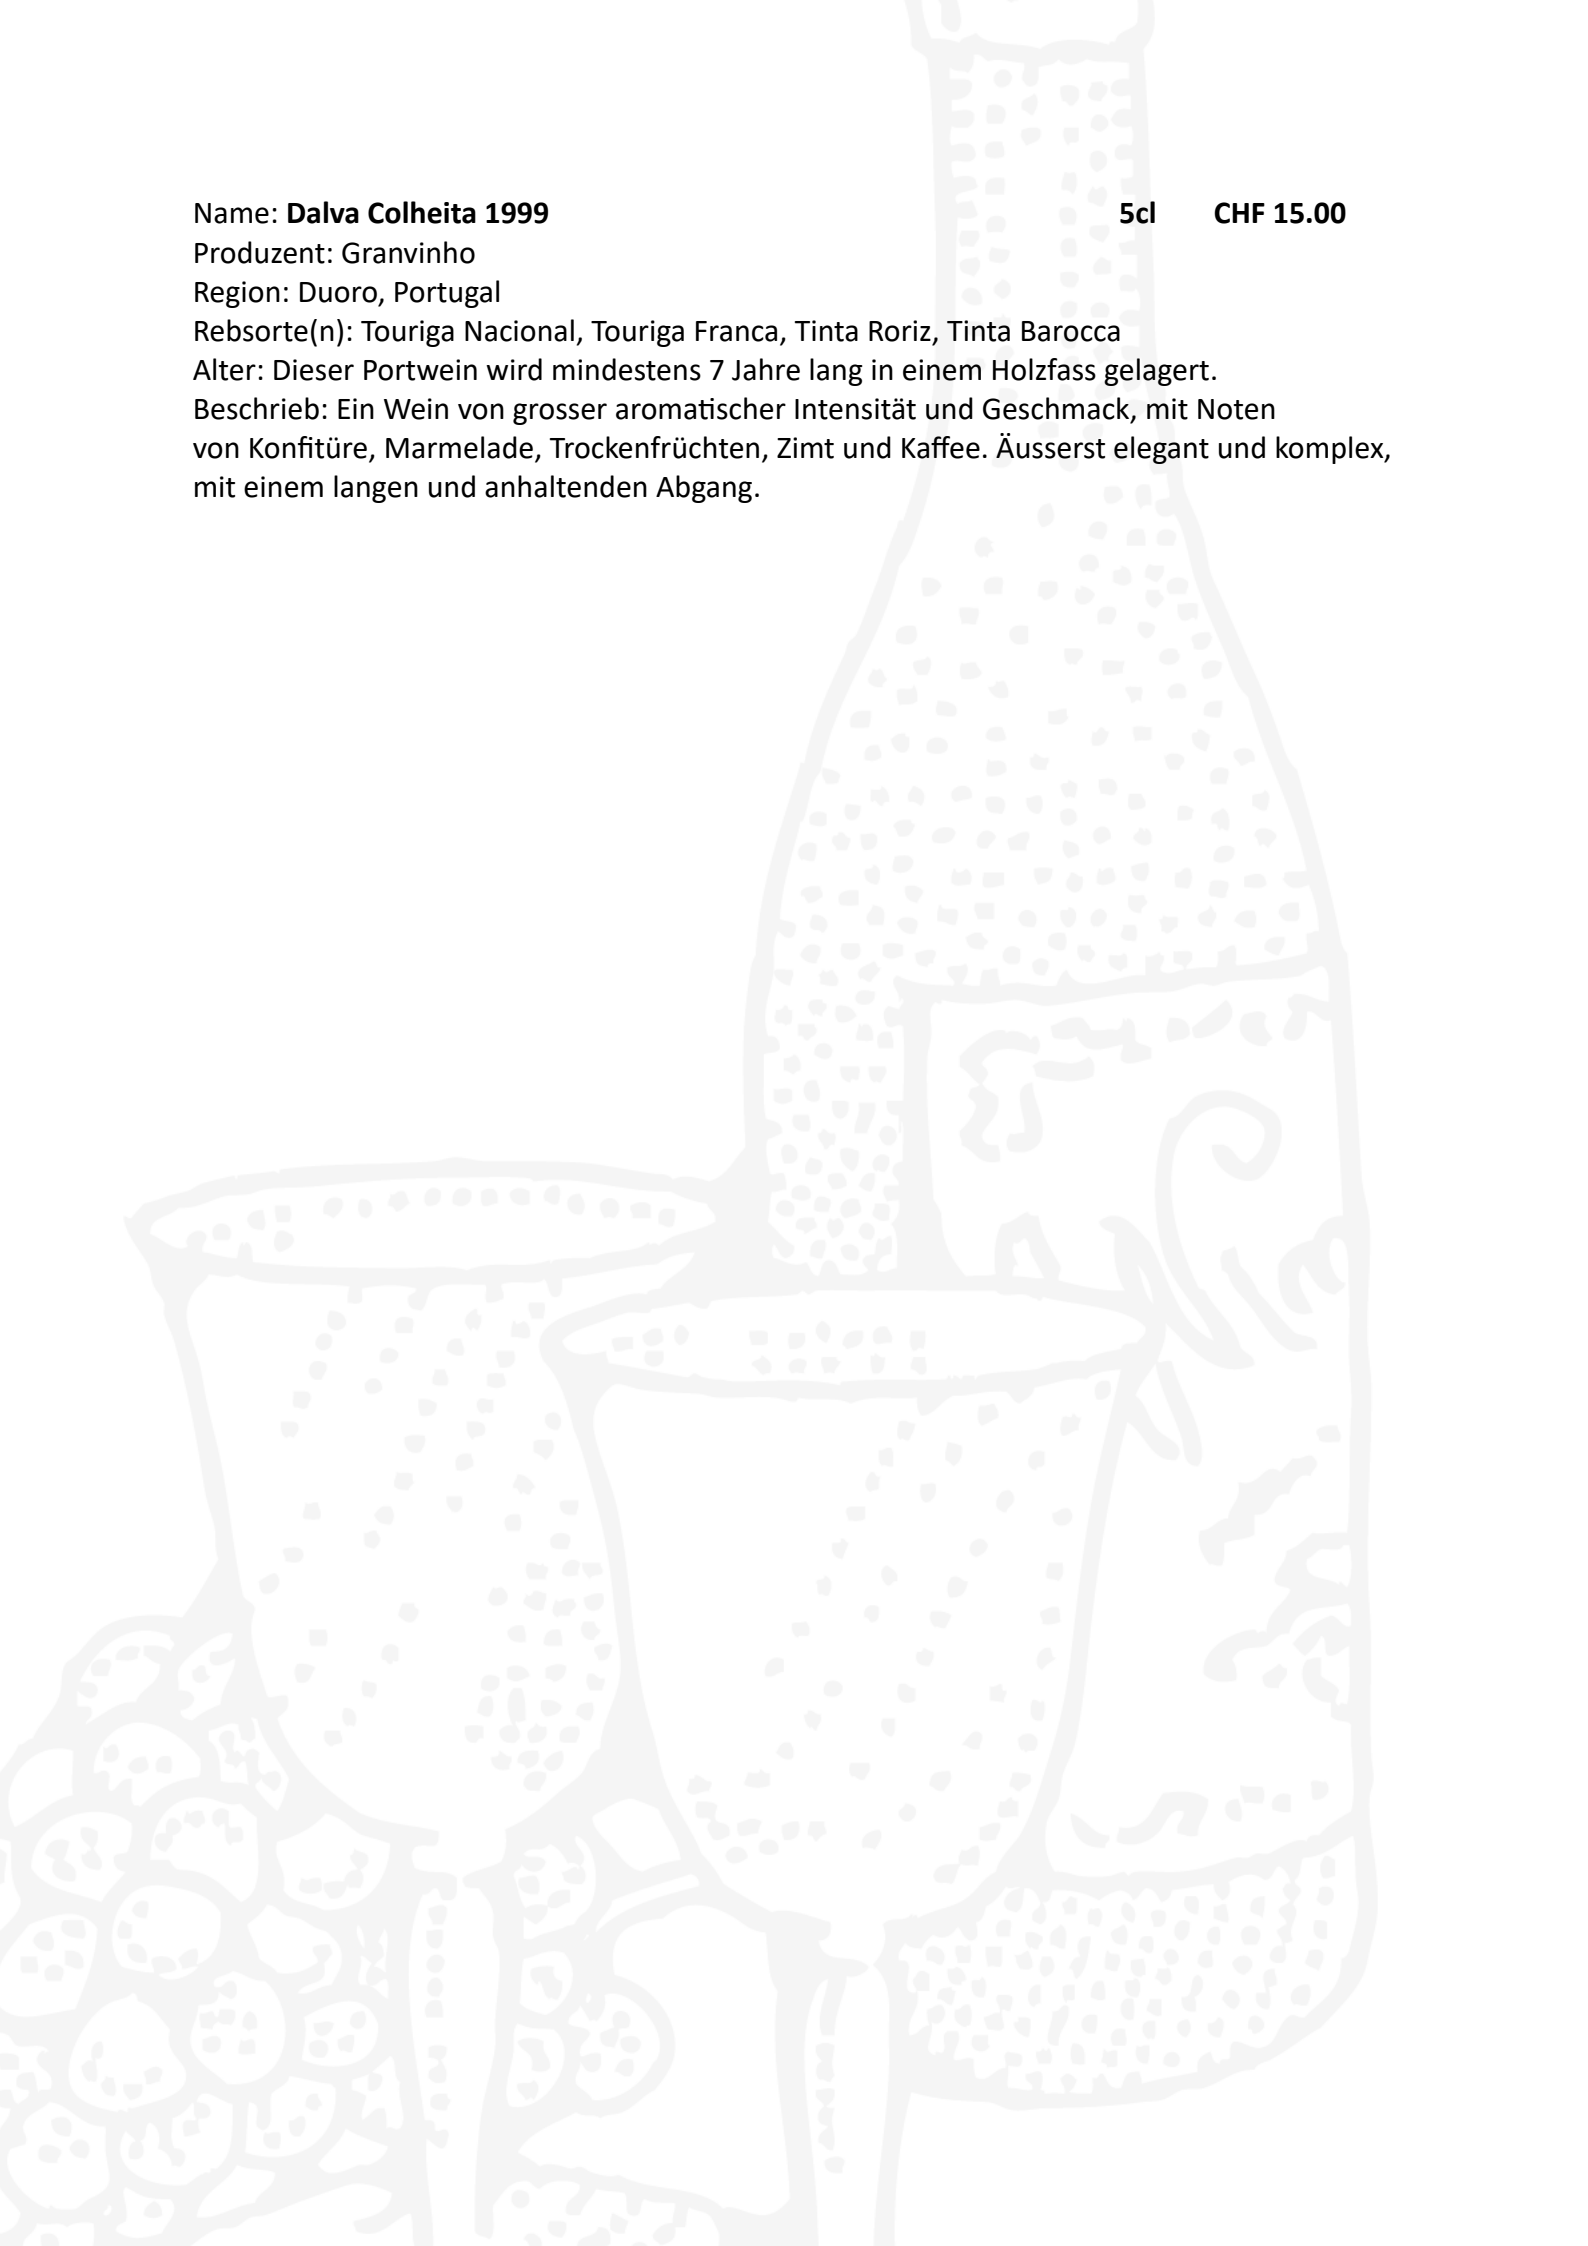 Name: Dalva Colheita 1999 5cl CHF 15.00
Produzent: Granvinho
Region: Duoro, Portugal
Rebsorte(n): Touriga Nacional, Touriga Franca, Tinta Roriz, Tinta Barocca
Alter: Dieser Portwein wird mindestens 7 Jahre lang in einem Holzfass gelagert.
Beschrieb: Ein Wein von grosser aromatischer Intensität und Geschmack, mit Noten
von Konfitüre, Marmelade, Trockenfrüchten, Zimt und Kaffee. Äusserst elegant und komplex,
mit einem langen und anhaltenden Abgang.